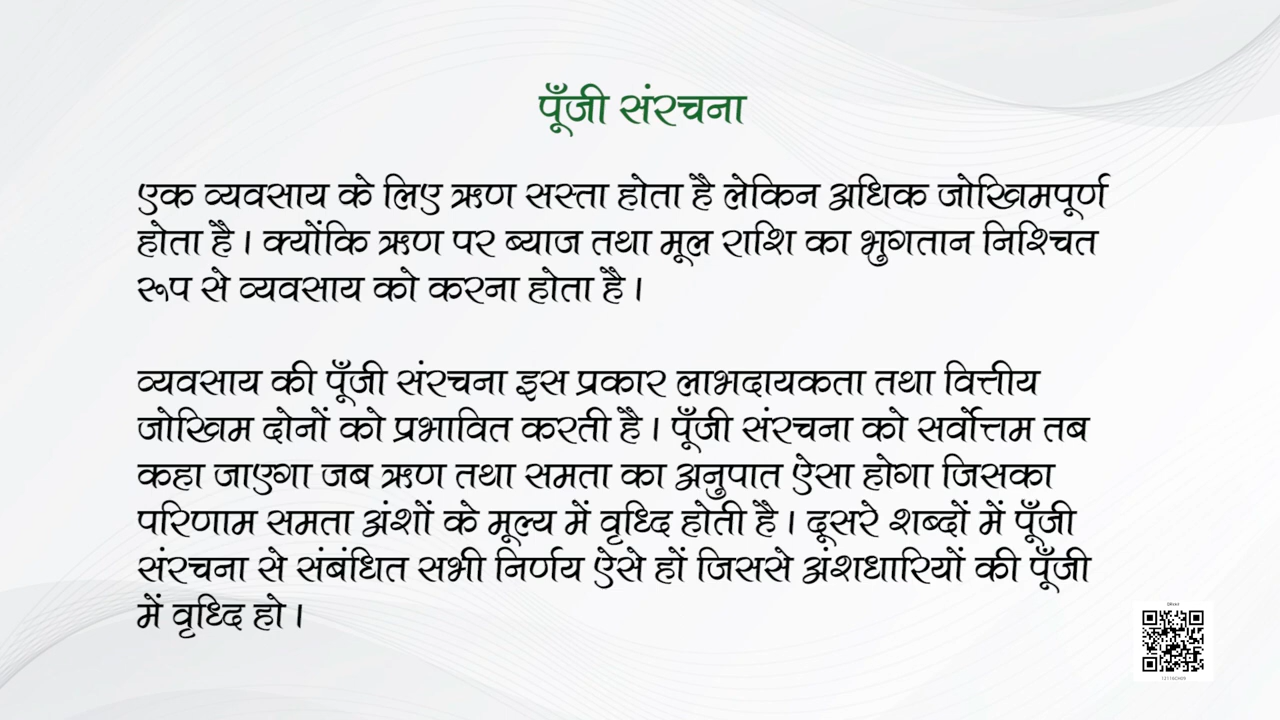 पूँजी संरचना
एक व्यवसाय के लिए ऋण सस्ता होता है लेकिन अधिक जोखिमपूर्ण
होता है । क्योंकि ऋण पर ब्याज तथा मूल राशि का भुगतान निश्चित
रूप से व्यवसाय को करना होता है ।
व्यवसाय की पूँजी संरचना इस प्रकार लाभदायकता तथा वित्तीय
जोखिम दोनों को प्रभावित करती है । पूँजी संरचना को सर्वोत्तम तब
कहा जाएगा जब ऋण तथा समता का अनुपात ऐसा होगा जिसका
परिणाम समता अंशों के मूल्य में वृध्दि होती है । दूसरे शब्दों में पूँजी
संरचना से संबंधित सभी निर्णय ऐसे हों जिससे अंशधारियों की पूँजी
में वृध्दि हो ।